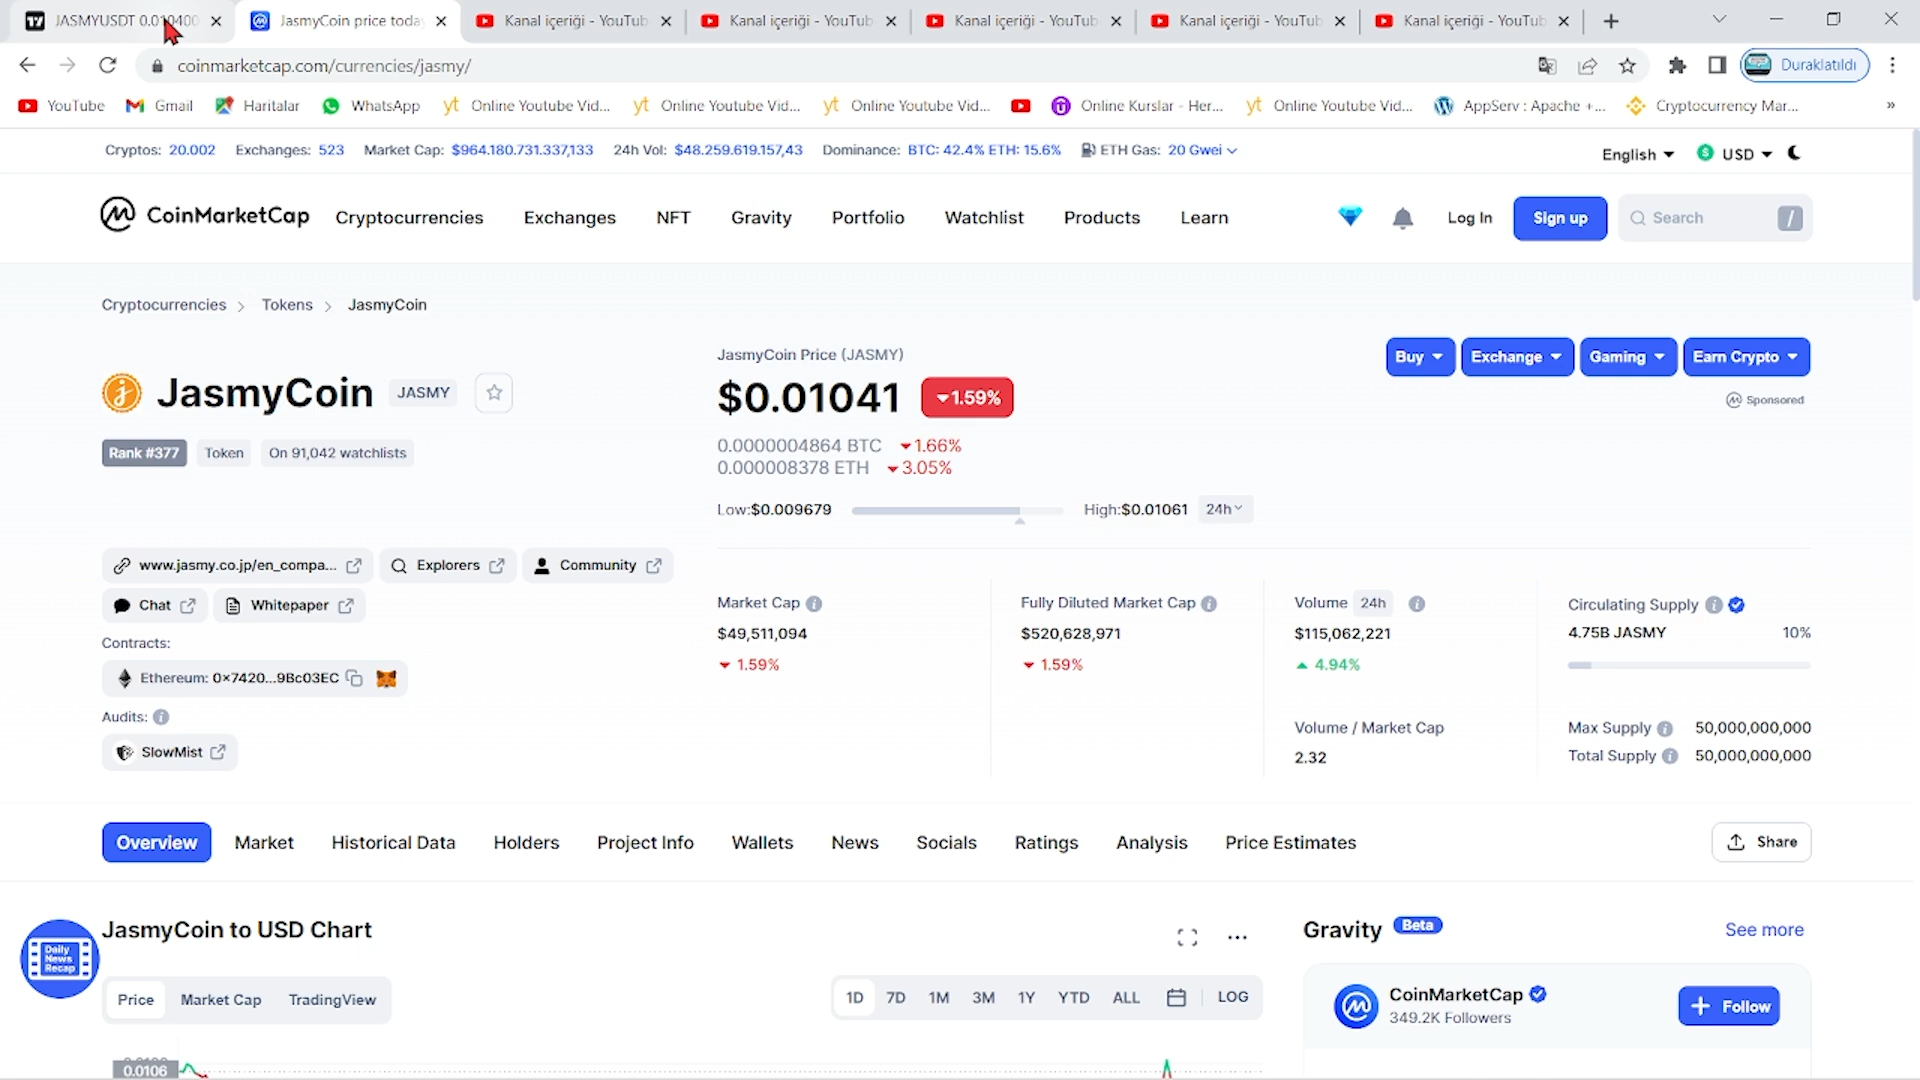 JASMYUSDT 0.010400
JasmyCoin price today
Kanal içeriği - YouTub
Kanal içeriği - YouTub
Kanal içeriği - YouTub
Kanal içeriği - YouTub
Kanal içeriği - YouTub
coinmarketcap.com/currencies/jasmy/
Duraklatıldı
YouTube
Gmail
Haritalar
WhatsApp
Online Youtube Vid...
Online Youtube Vid...
Online Youtube Vid...
Online Kurslar - Her...
Online Youtube Vid...
AppServ : Apache +...
Cryptocurrency Mar...
Cryptos: 20.002 Exchanges: 523 Market Cap: $964.180.731.337,133 24h Vol: $48.259.619.157,43 Dominance: BTC: 42.4% ETH: 15.6% ETH Gas: 20 Gwei
English USD
CoinMarketCap Cryptocurrencies Exchanges NFT Gravity Portfolio Watchlist Products Learn Log In Sign up Search /
Cryptocurrencies > Tokens > JasmyCoin
JasmyCoin JASMY
Rank #377 Token On 91,042 watchlists
JasmyCoin Price (JASMY)
$0.01041 1.59%
0.0000004864 BTC 1.66%
0.000008378 ETH 3.05%
Low:$0.009679 High:$0.01061 24h
Buy Exchange Gaming Earn Crypto
Sponsored
www.jasmy.co.jp/en_compa... Explorers Community
Chat Whitepaper
Contracts:
Ethereum: 0x7420...9Bc03EC
Audits:
SlowMist
Market Cap
$49,511,094
1.59%
Fully Diluted Market Cap
$520,628,971
1.59%
Volume 24h
$115,062,221
4.94%
Volume / Market Cap
2.32
Circulating Supply
4.75B JASMY 10%
Max Supply 50,000,000,000
Total Supply 50,000,000,000
Overview Market Historical Data Holders Project Info Wallets News Socials Ratings Analysis Price Estimates Share
Daily
News
Recap
JasmyCoin to USD Chart
Price Market Cap TradingView
1D 7D 1M 3M 1Y YTD ALL LOG
0.0106
Gravity Beta See more
CoinMarketCap
349.2K Followers
+ Follow